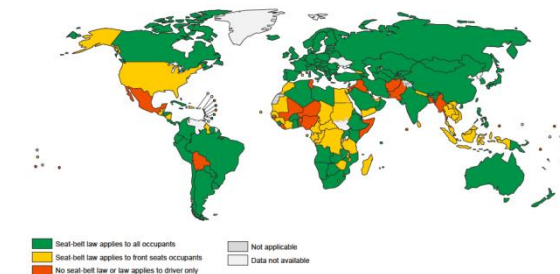 Seat-belt law applies to all occupants
Seat-belt law applies to front seats occupants
No seat-belt law or law applies to driver only
Not applicable
Data not available